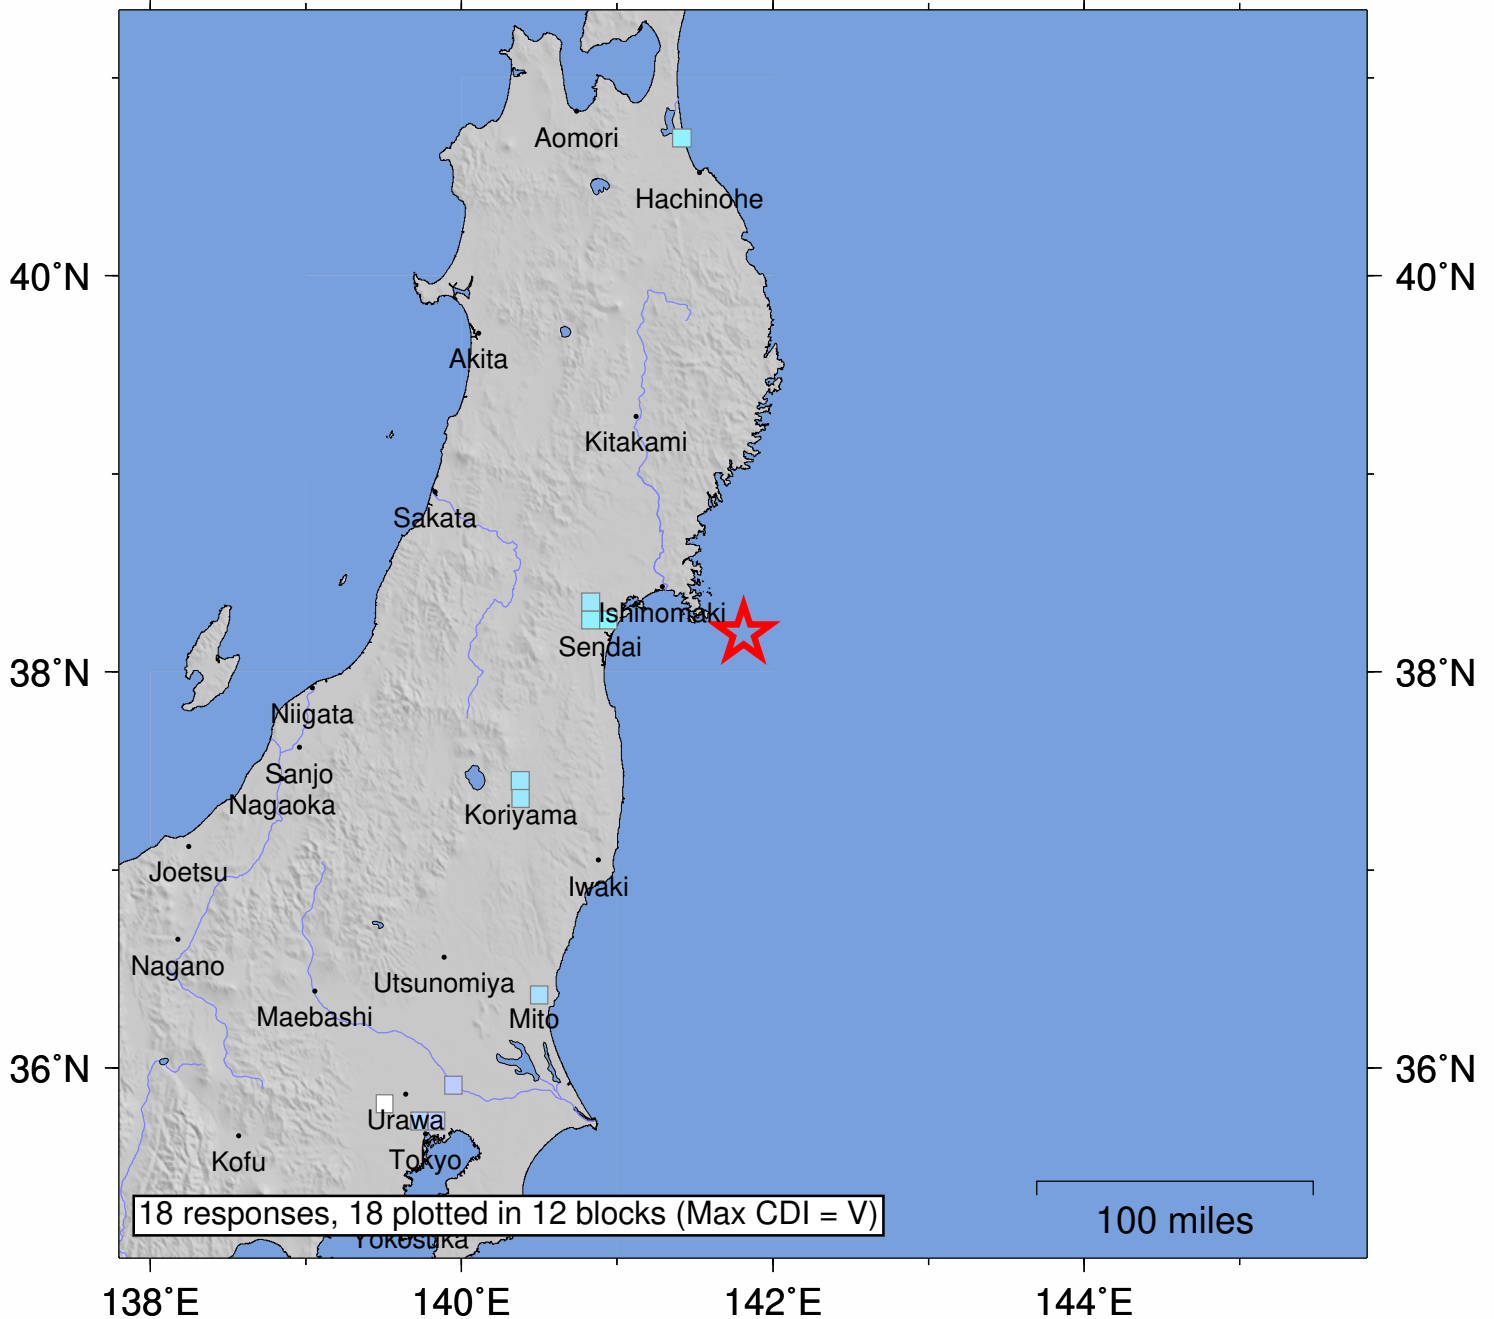 Aomori
Hachinohe
40°N
40°N
Akita
Kitakami
Sakata
Ishinomaki
Sendai
38°N
38°N
Niigata
Sanjo
Nagaoka
Koriyama
Joetsu
Iwaki
Nagano
Utsunomiya
Maebashi
Mito
36°N
36°N
Urawa
Kofu
Tokyo
18 responses, 18 plotted in 12 blocks (Max CDI = V)
100 miles
Yokosuka
138°E
140°E
142°E
144°E